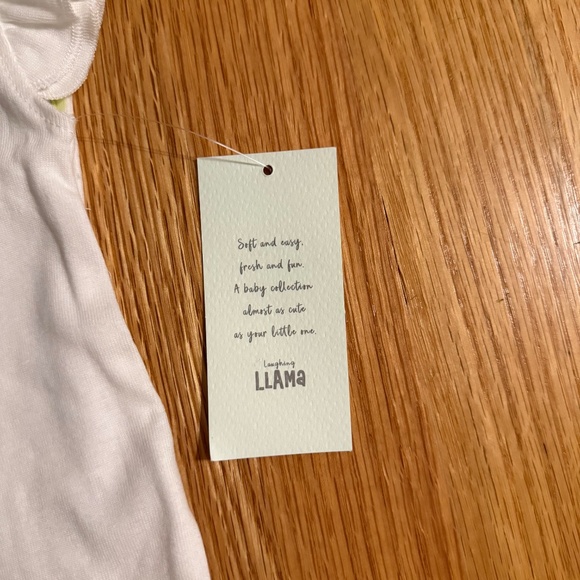 Soft and easy,
fresh and fun.
A baby collection
almost as cute
as your little one.
Laughing
LLAMa